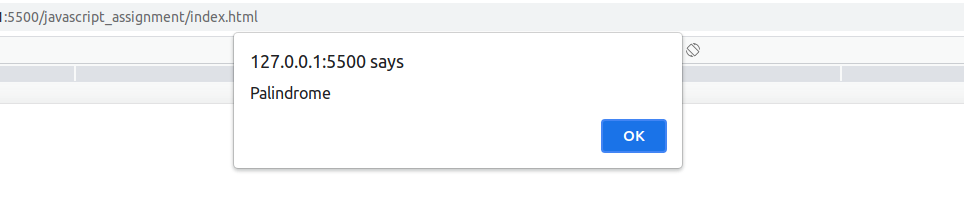 :5500/javascript_assignment/index.html
127.0.0.1:5500 says
Palindrome
OK